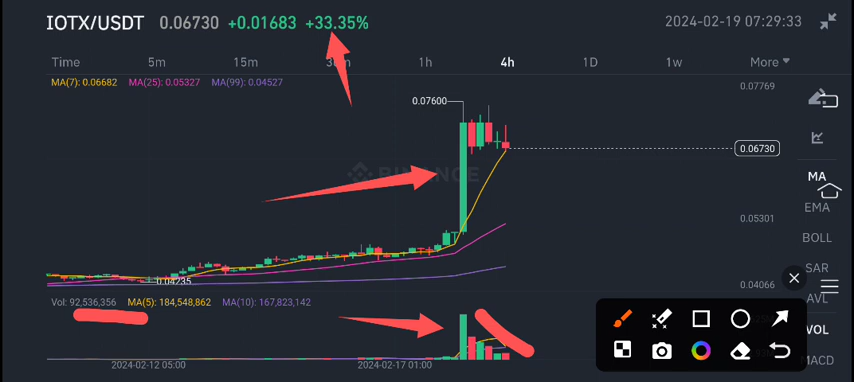 IOTX/USDT 0.06730 +0.01683 +33.35% 2024-02-19 07:29:33
Time 5m 15m 1h 4h 1D 1w More
MA(7): 0.06682 MA(25): 0.05327 MA(99): 0.04527
0.07769
0.07600
0.06730
BINANCE
MA
EMA
0.05301
BOLL
SAR
0.04235
0.04066
AVL
Vol: 92,536,356 MA(5): 184,548,862 MA(10): 167,823,142
VOL
MACD
2024-02-12 05:00 2024-02-17 01:00